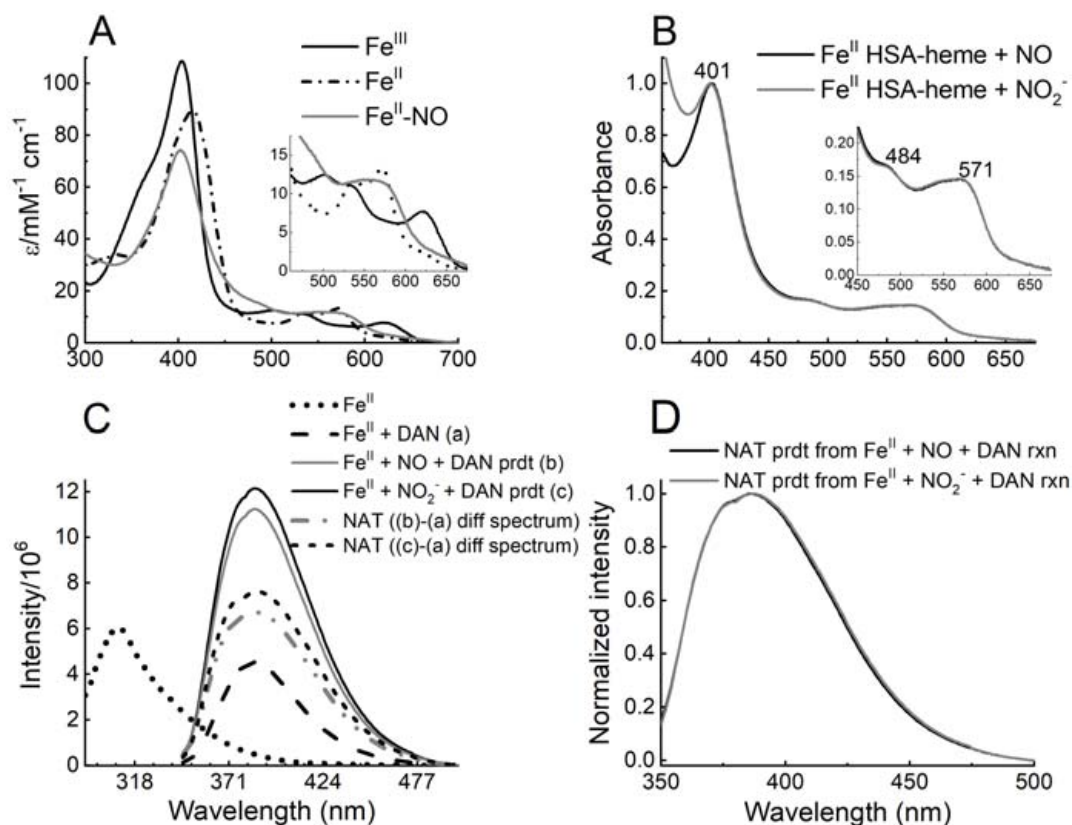 A
Fe^III
Fe^II
Fe^II-NO
ε/mM⁻¹ cm⁻¹
100
80
60
40
20
0
15
10
5
0
500 550 600 650
300 400 500 600 700
B
Fe^II HSA-heme + NO
Fe^II HSA-heme + NO₂⁻
401
Absorbance
1.0
0.8
0.6
0.4
0.2
0.0
0.20
0.15
0.10
0.05
0.00
484
571
450 500 550 600 650
400 450 500 550 600 650
C
Fe^II
Fe^II + DAN (a)
Fe^II + NO + DAN prdt (b)
Fe^II + NO₂⁻ + DAN prdt (c)
NAT ((b)-(a) diff spectrum)
NAT ((c)-(a) diff spectrum)
Intensity/10⁶
12
10
8
6
4
2
0
318 371 424 477
Wavelength (nm)
D
NAT prdt from Fe^II + NO + DAN rxn
NAT prdt from Fe^II + NO₂⁻ + DAN rxn
Normalized intensity
1.0
0.8
0.6
0.4
0.2
0.0
350 400 450 500
Wavelength (nm)